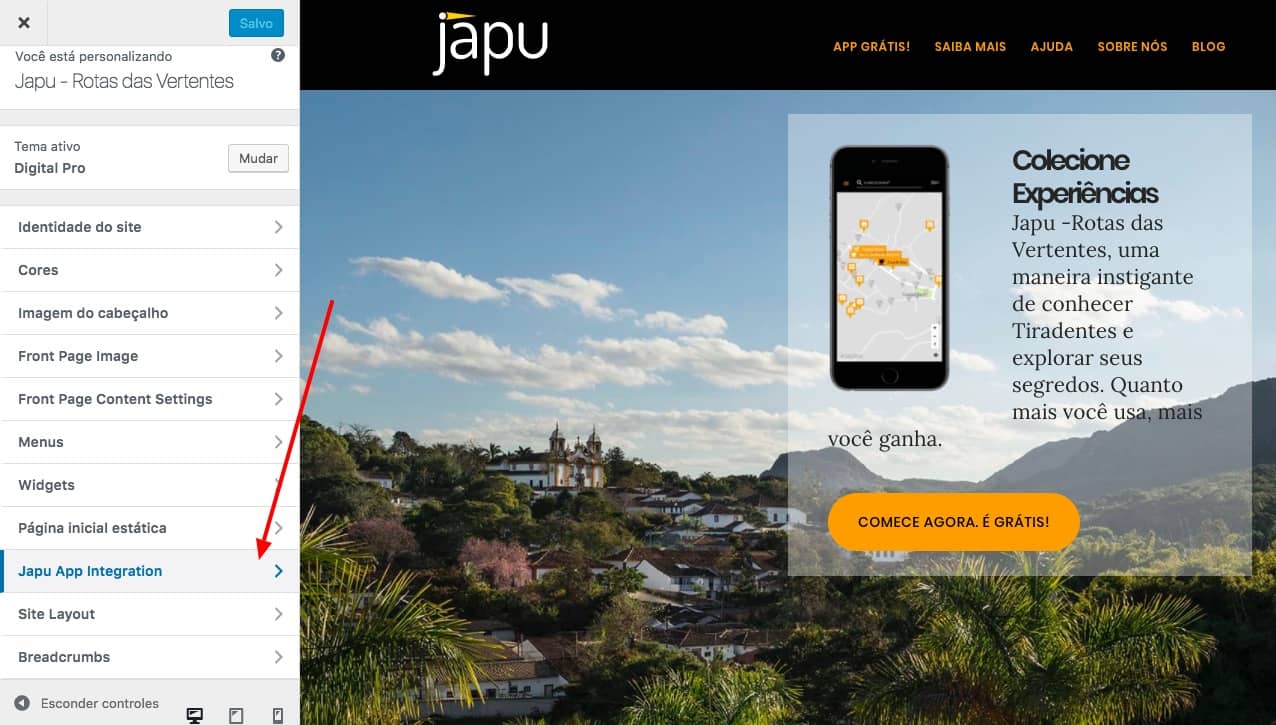 Salvo
Você está personalizando
Japu - Rotas das Vertentes
Tema ativo
Digital Pro
Mudar
Identidade do site
Cores
Imagem do cabeçalho
Front Page Image
Front Page Content Settings
Menus
Widgets
Página inicial estática
Japu App Integration
Site Layout
Breadcrumbs
Esconder controles
japu
APP GRÁTIS! SAIBA MAIS AJUDA SOBRE NÓS BLOG
Colecione
Experiências
Japu -Rotas das
Vertentes, uma
maneira instigante
de conhecer
Tiradentes e
explorar seus
segredos. Quanto
mais você usa, mais
você ganha.
COMECE AGORA. É GRÁTIS!